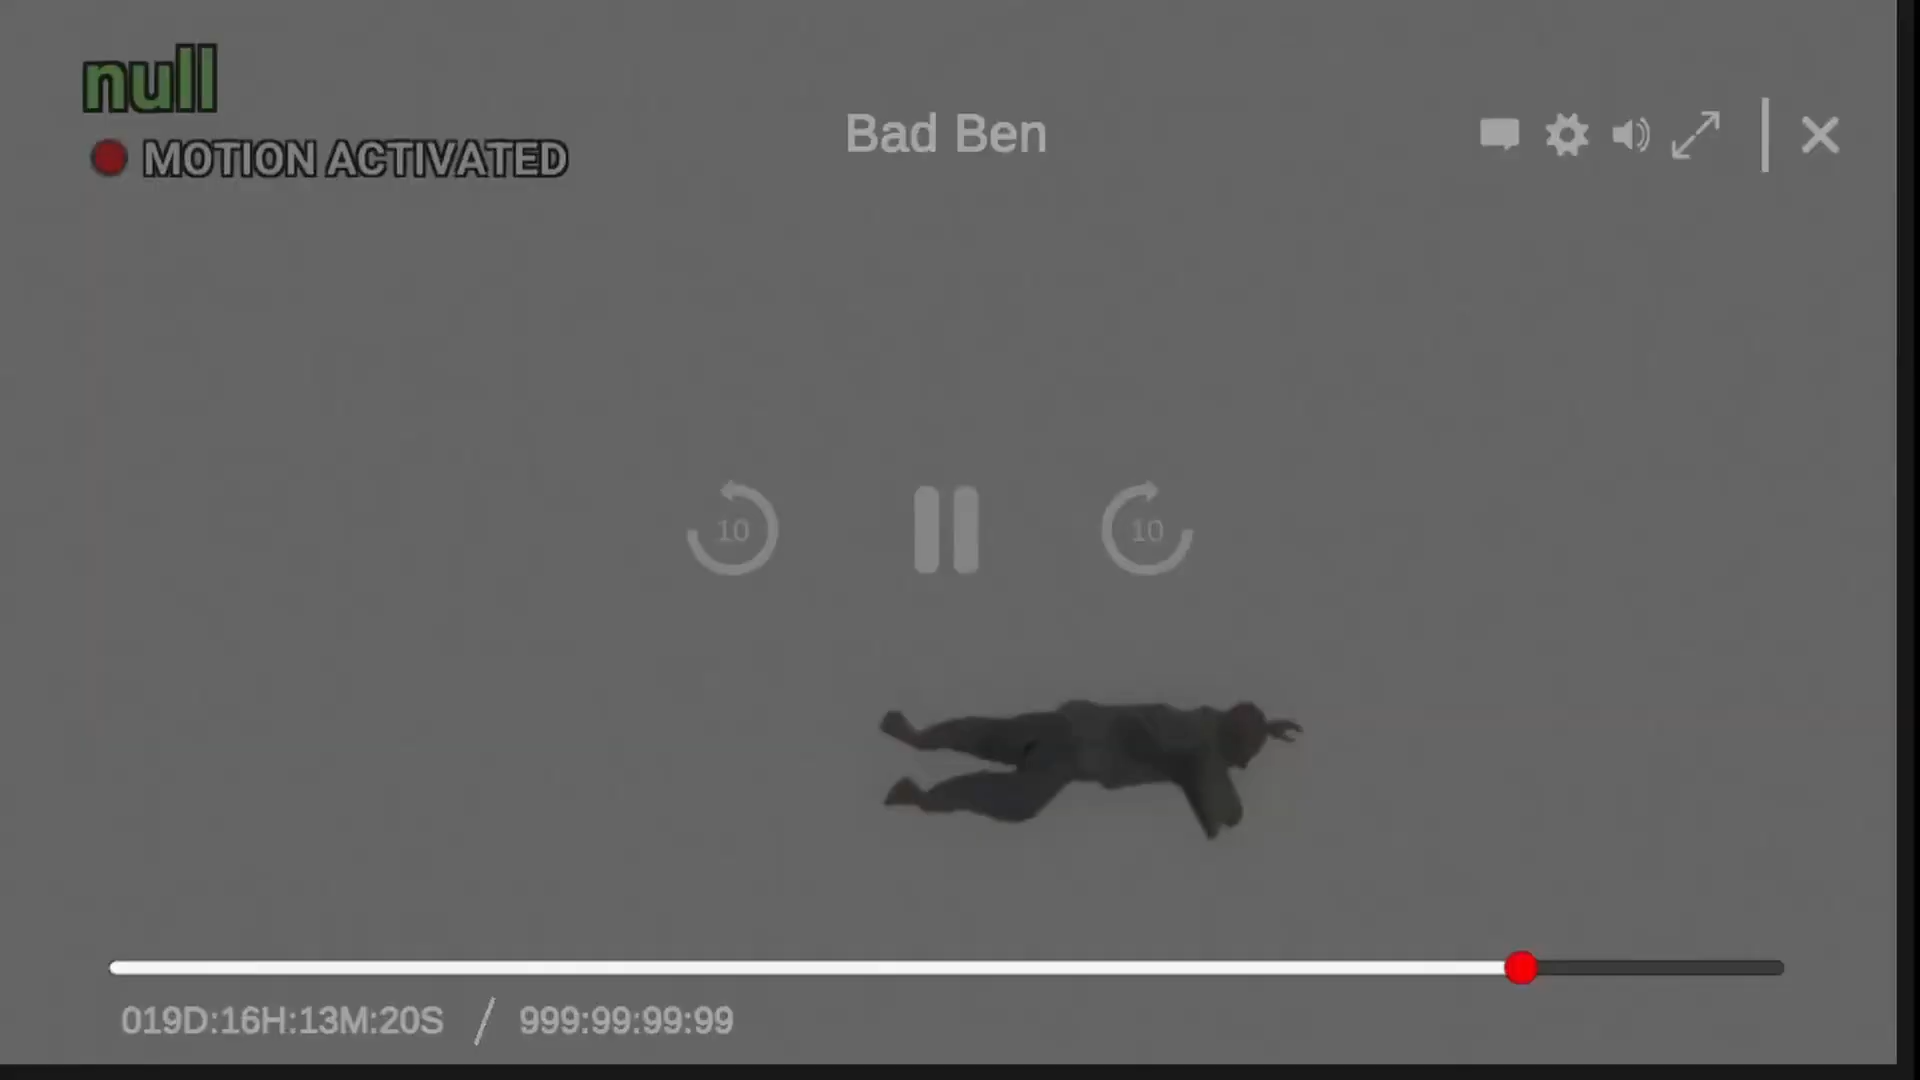 null
MOTION ACTIVATED
Bad Ben
10
10
019D:16H:13M:20S / 999:99:99:99